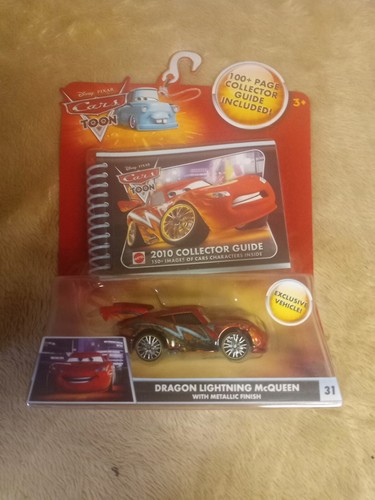 Disney · PIXAR
Cars
TOON
100+ PAGE
COLLECTOR
GUIDE
INCLUDED!
3+
Disney · PIXAR
Cars
TOON
2010 COLLECTOR GUIDE
150+ IMAGES OF CARS CHARACTERS INSIDE
EXCLUSIVE
VEHICLE!
DRAGON LIGHTNING McQUEEN
WITH METALLIC FINISH
31